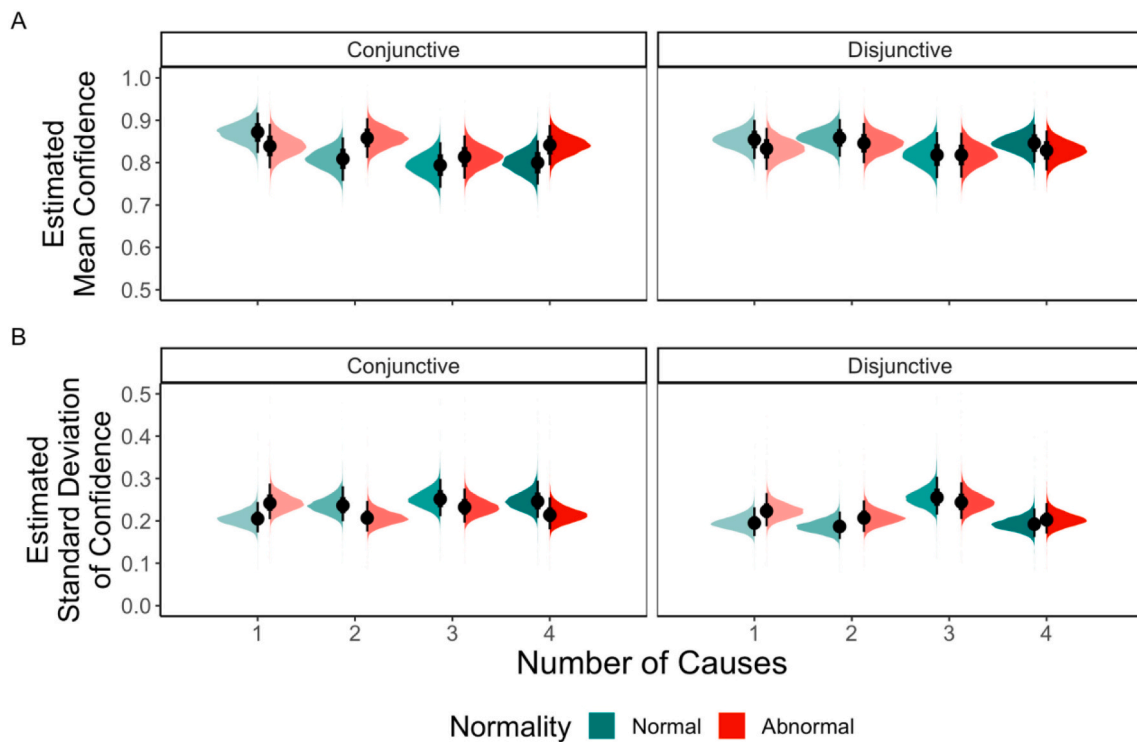 A
Conjunctive
Disjunctive
Estimated
Mean Confidence
1.0
0.9
0.8
0.7
0.6
0.5
B
Conjunctive
Disjunctive
Estimated
Standard Deviation
of Confidence
0.5
0.4
0.3
0.2
0.1
0.0
1 2 3 4
1 2 3 4
Number of Causes
Normality Normal Abnormal